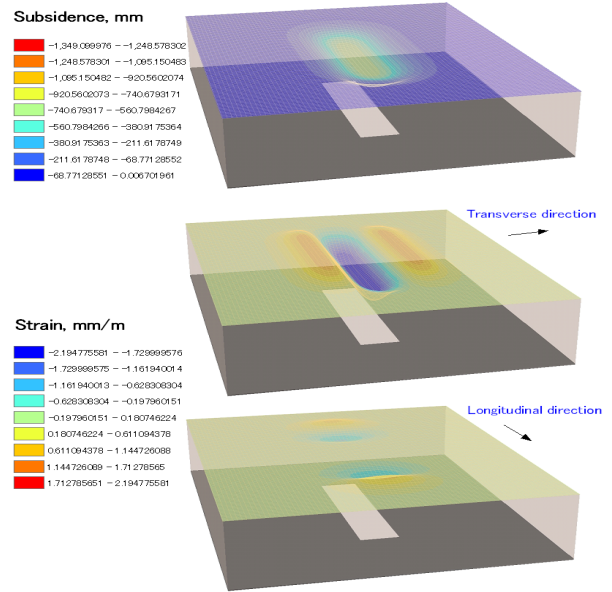 Subsidence, mm
-1,349.099976 - -1,248.578302
-1,248.578301 - -1,095.150483
-1,095.150482 - -920.5602074
-920.5602073 - -740.6793171
-740.679317 - -560.7984267
-560.7984266 - -380.9175364
-380.9175363 - -211.6178749
-211.6178748 - -68.77128552
-68.77128551 - 0.006701961
Transverse direction
Strain, mm/m
-2.194775581 - -1.729999576
-1.729999575 - -1.161940014
-1.161940013 - -0.628308304
-0.628308304 - -0.197960151
-0.197960151 - 0.180746224
0.180746224 - 0.611094378
0.611094378 - 1.144726088
1.144726089 - 1.71278565
1.712785651 - 2.194775581
Longitudinal direction